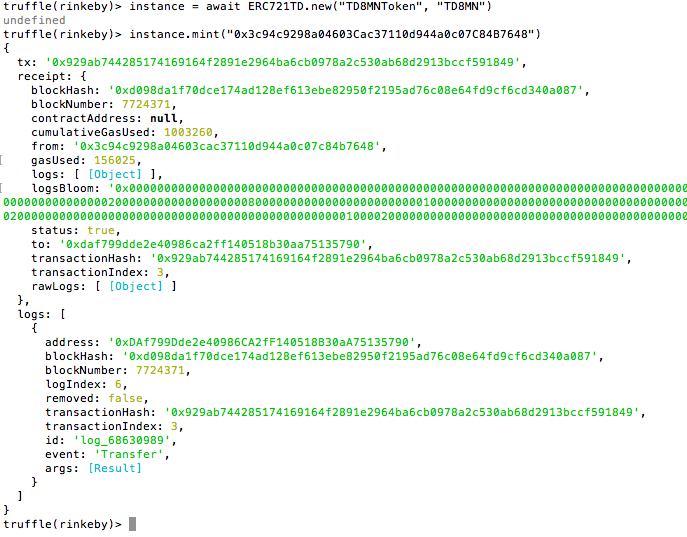 truffle(rinkeby)> instance = await ERC721TD.new("TD8MNToken", "TD8MN")
undefined
truffle(rinkeby)> instance.mint("0x3c94c9298a04603Cac37110d944a0c07C84B7648")
{
  tx: '0x929ab744285174169164f2891e2964ba6cb0978a2c530ab68d2913bccf591849',
  receipt: {
    blockHash: '0xd098da1f70dce174ad128ef613ebe82950f2195ad76c08e64fd9cf6cd340a087',
    blockNumber: 7724371,
    contractAddress: null,
    cumulativeGasUsed: 1003260,
    from: '0x3c94c9298a04603cac37110d944a0c07c84b7648',
    gasUsed: 156025,
    logs: [ [Object] ],
    logsBloom:
    status: true,
    to: '0xdaf799dde2e40986ca2ff140518b30aa75135790',
    transactionHash: '0x929ab744285174169164f2891e2964ba6cb0978a2c530ab68d2913bccf591849',
    transactionIndex: 3,
    rawLogs: [ [Object] ]
  },
  logs: [
    {
      address: '0xDAf799Dde2e40986CA2fF140518B30aA75135790',
      blockHash: '0xd098da1f70dce174ad128ef613ebe82950f2195ad76c08e64fd9cf6cd340a087',
      blockNumber: 7724371,
      logIndex: 6,
      removed: false,
      transactionHash: '0x929ab744285174169164f2891e2964ba6cb0978a2c530ab68d2913bccf591849',
      transactionIndex: 3,
      id: 'log_68630989',
      event: 'Transfer',
      args: [Result]
    }
  ]
}
truffle(rinkeby)>